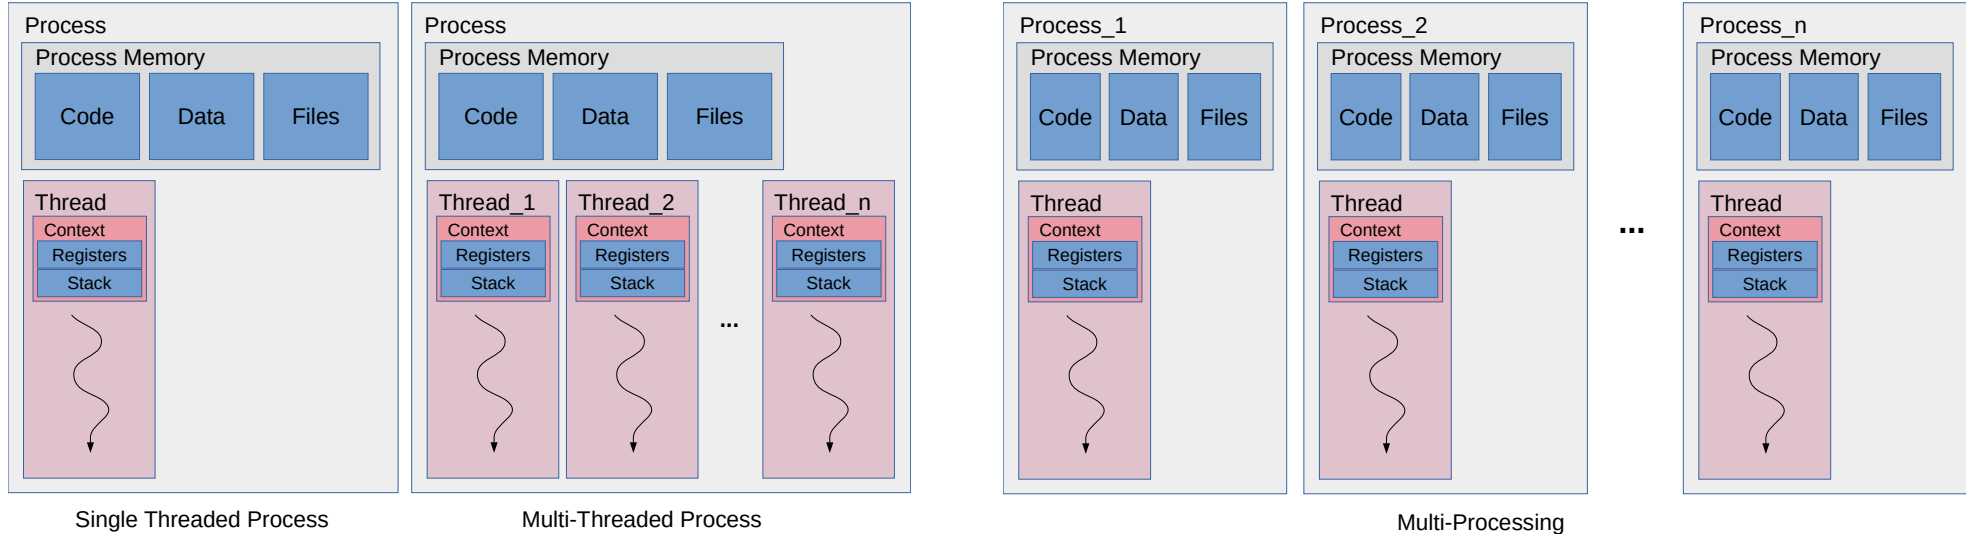 Process
Process Memory
Code Data Files
Thread
Context
Registers
Stack
Single Threaded Process
Process
Process Memory
Code Data Files
Thread_1 Thread_2 ... Thread_n
Context Context Context
Registers Registers Registers
Stack Stack Stack
Multi-Threaded Process
Process_1
Process Memory
Code Data Files
Thread
Context
Registers
Stack
Process_2
Process Memory
Code Data Files
Thread
Context
Registers
Stack
...
Process_n
Process Memory
Code Data Files
Thread
Context
Registers
Stack
Multi-Processing